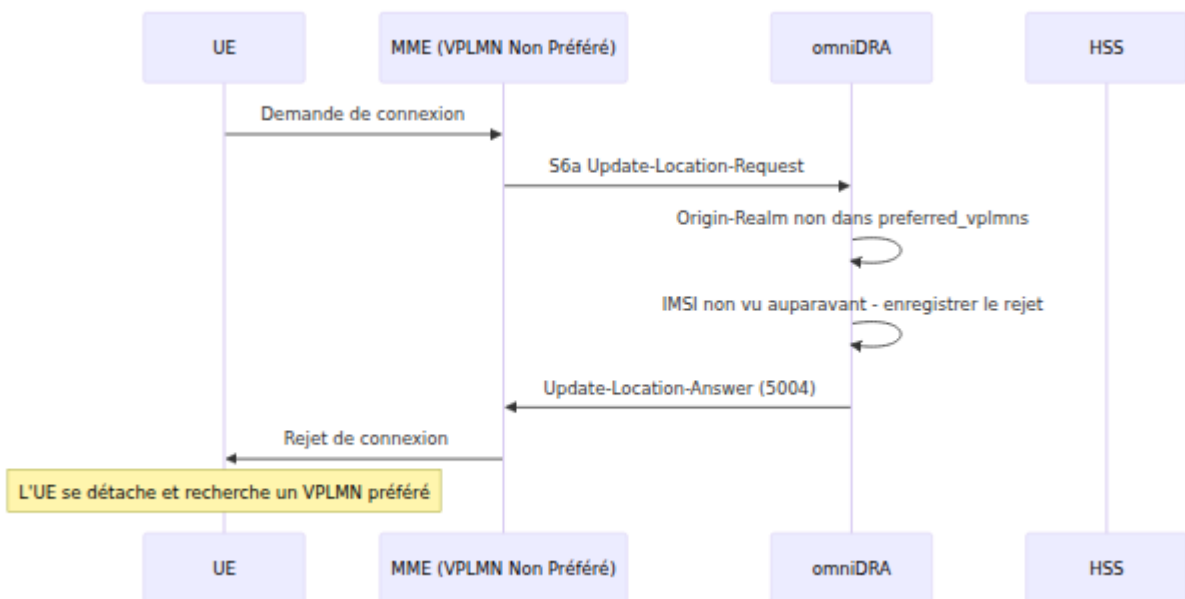 UE
MME (VPLMN Non Préféré)
omniDRA
HSS
Demande de connexion
S6a Update-Location-Request
Origin-Realm non dans preferred_vplmns
IMSI non vu auparavant - enregistrer le rejet
Update-Location-Answer (5004)
Rejet de connexion
L'UE se détache et recherche un VPLMN préféré
UE
MME (VPLMN Non Préféré)
omniDRA
HSS